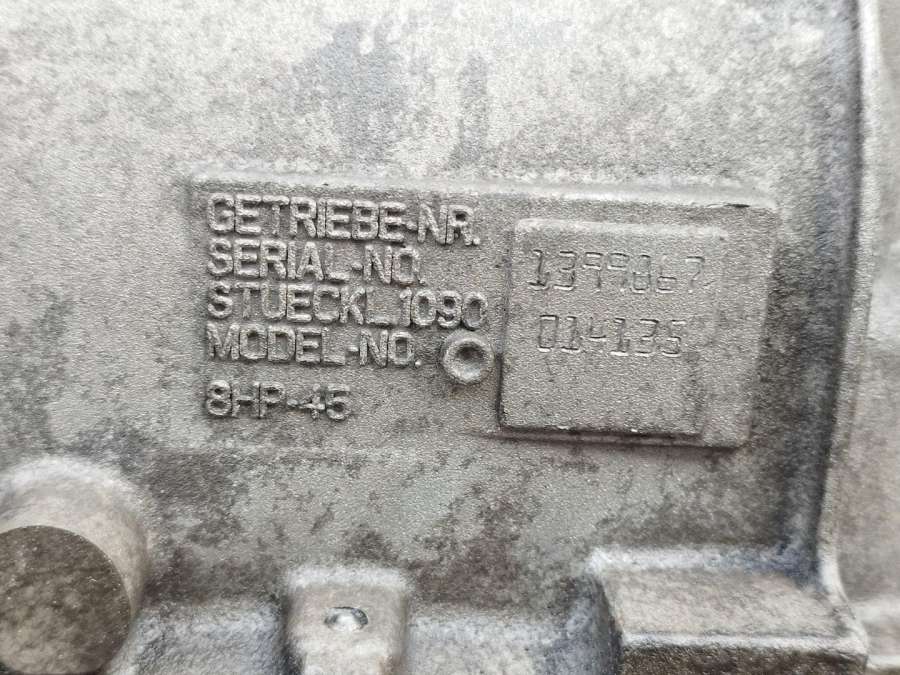 GETRIEBE-NR.
SERIAL-NO.
1399867
STUECKL.1090
MODEL-NO.
014135
8HP-45